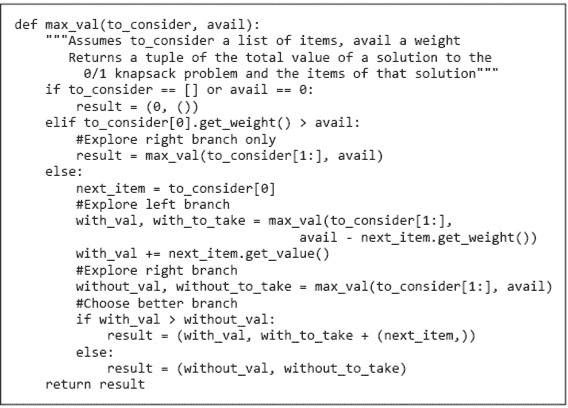 def max_val(to_consider, avail):
    """Assumes to_consider a list of items, avail a weight
       Returns a tuple of the total value of a solution to the
         0/1 knapsack problem and the items of that solution"""
    if to_consider == [] or avail == 0:
        result = (0, ())
    elif to_consider[0].get_weight() > avail:
        #Explore right branch only
        result = max_val(to_consider[1:], avail)
    else:
        next_item = to_consider[0]
        #Explore left branch
        with_val, with_to_take = max_val(to_consider[1:],
                                         avail - next_item.get_weight())
        with_val += next_item.get_value()
        #Explore right branch
        without_val, without_to_take = max_val(to_consider[1:], avail)
        #Choose better branch
        if with_val > without_val:
            result = (with_val, with_to_take + (next_item,))
        else:
            result = (without_val, without_to_take)
    return result